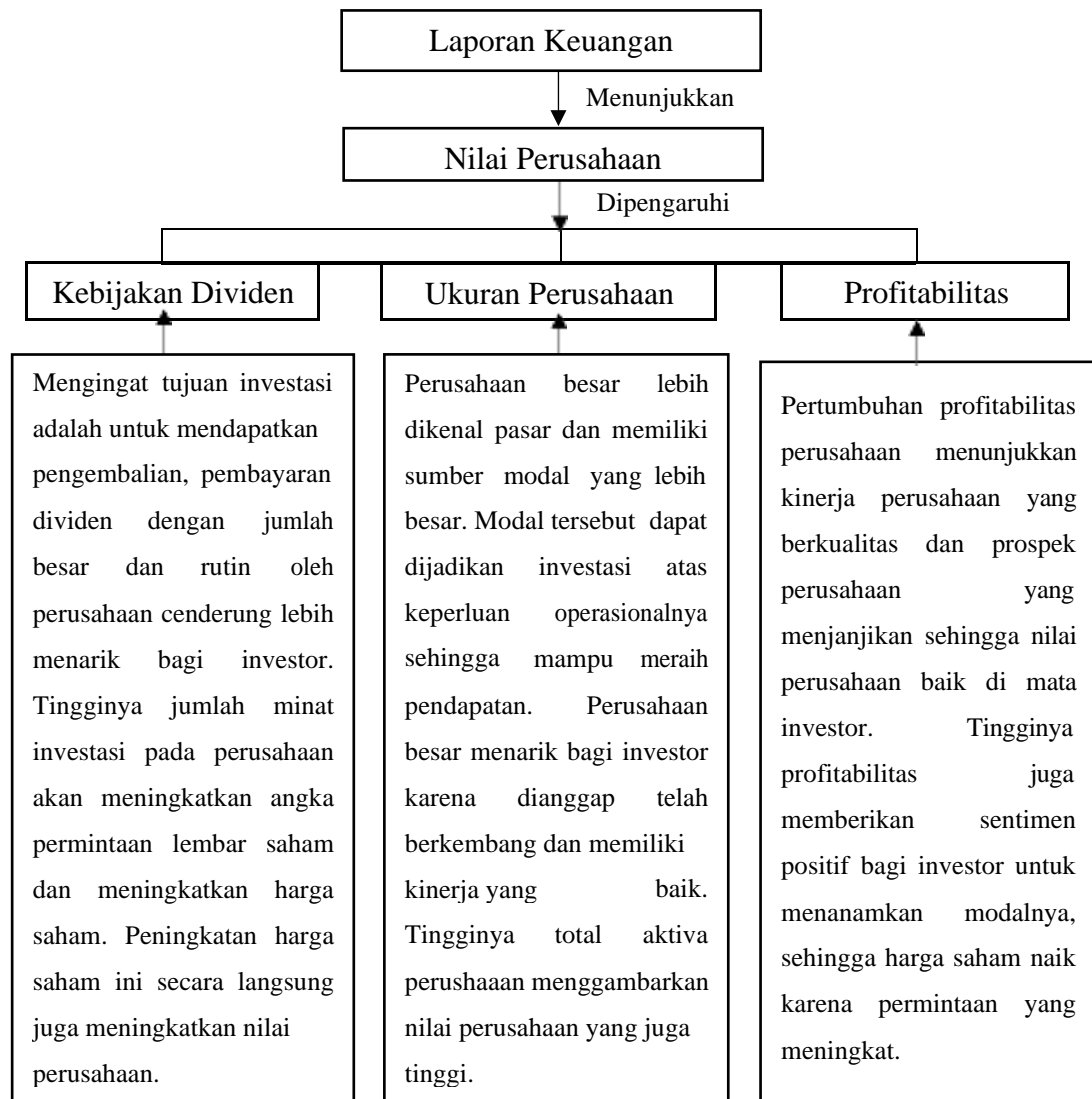 Laporan Keuangan
Menunjukkan
Nilai Perusahaan
Dipengaruhi
Kebijakan Dividen
Ukuran Perusahaan
Profitabilitas
Mengingat tujuan investasi
adalah untuk mendapatkan
pengembalian, pembayaran
dividen dengan jumlah
besar dan rutin oleh
perusahaan cenderung lebih
menarik bagi investor.
Tingginya jumlah minat
investasi pada perusahaan
akan meningkatkan angka
permintaan lembar saham
dan meningkatkan harga
saham. Peningkatan harga
saham ini secara langsung
juga meningkatkan nilai
perusahaan.
Perusahaan besar lebih
dikenal pasar dan memiliki
sumber modal yang lebih
besar. Modal tersebut dapat
dijadikan investasi atas
keperluan operasionalnya
sehingga mampu meraih
pendapatan. Perusahaan
besar menarik bagi investor
karena dianggap telah
berkembang dan memiliki
kinerja yang baik.
Tingginya total aktiva
perushaaan menggambarkan
nilai perusahaan yang juga
tinggi.
Pertumbuhan profitabilitas
perusahaan menunjukkan
kinerja perusahaan yang
berkualitas dan prospek
perusahaan yang
menjanjikan sehingga nilai
perusahaan baik di mata
investor. Tingginya
profitabilitas juga
memberikan sentimen
positif bagi investor untuk
menanamkan modalnya,
sehingga harga saham naik
karena permintaan yang
meningkat.